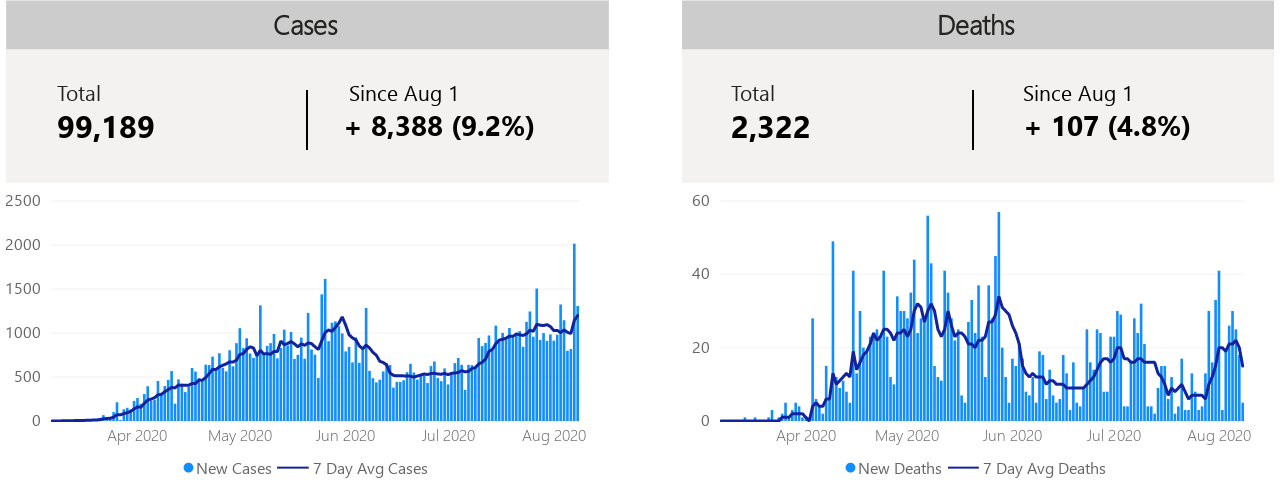 Cases
Total
99,189
Since Aug 1
+ 8,388 (9.2%)
2500
2000
1500
1000
500
0
Apr 2020 May 2020 Jun 2020 Jul 2020 Aug 2020
New Cases 7 Day Avg Cases
Deaths
Total
2,322
Since Aug 1
+ 107 (4.8%)
60
40
20
0
Apr 2020 May 2020 Jun 2020 Jul 2020 Aug 2020
New Deaths 7 Day Avg Deaths